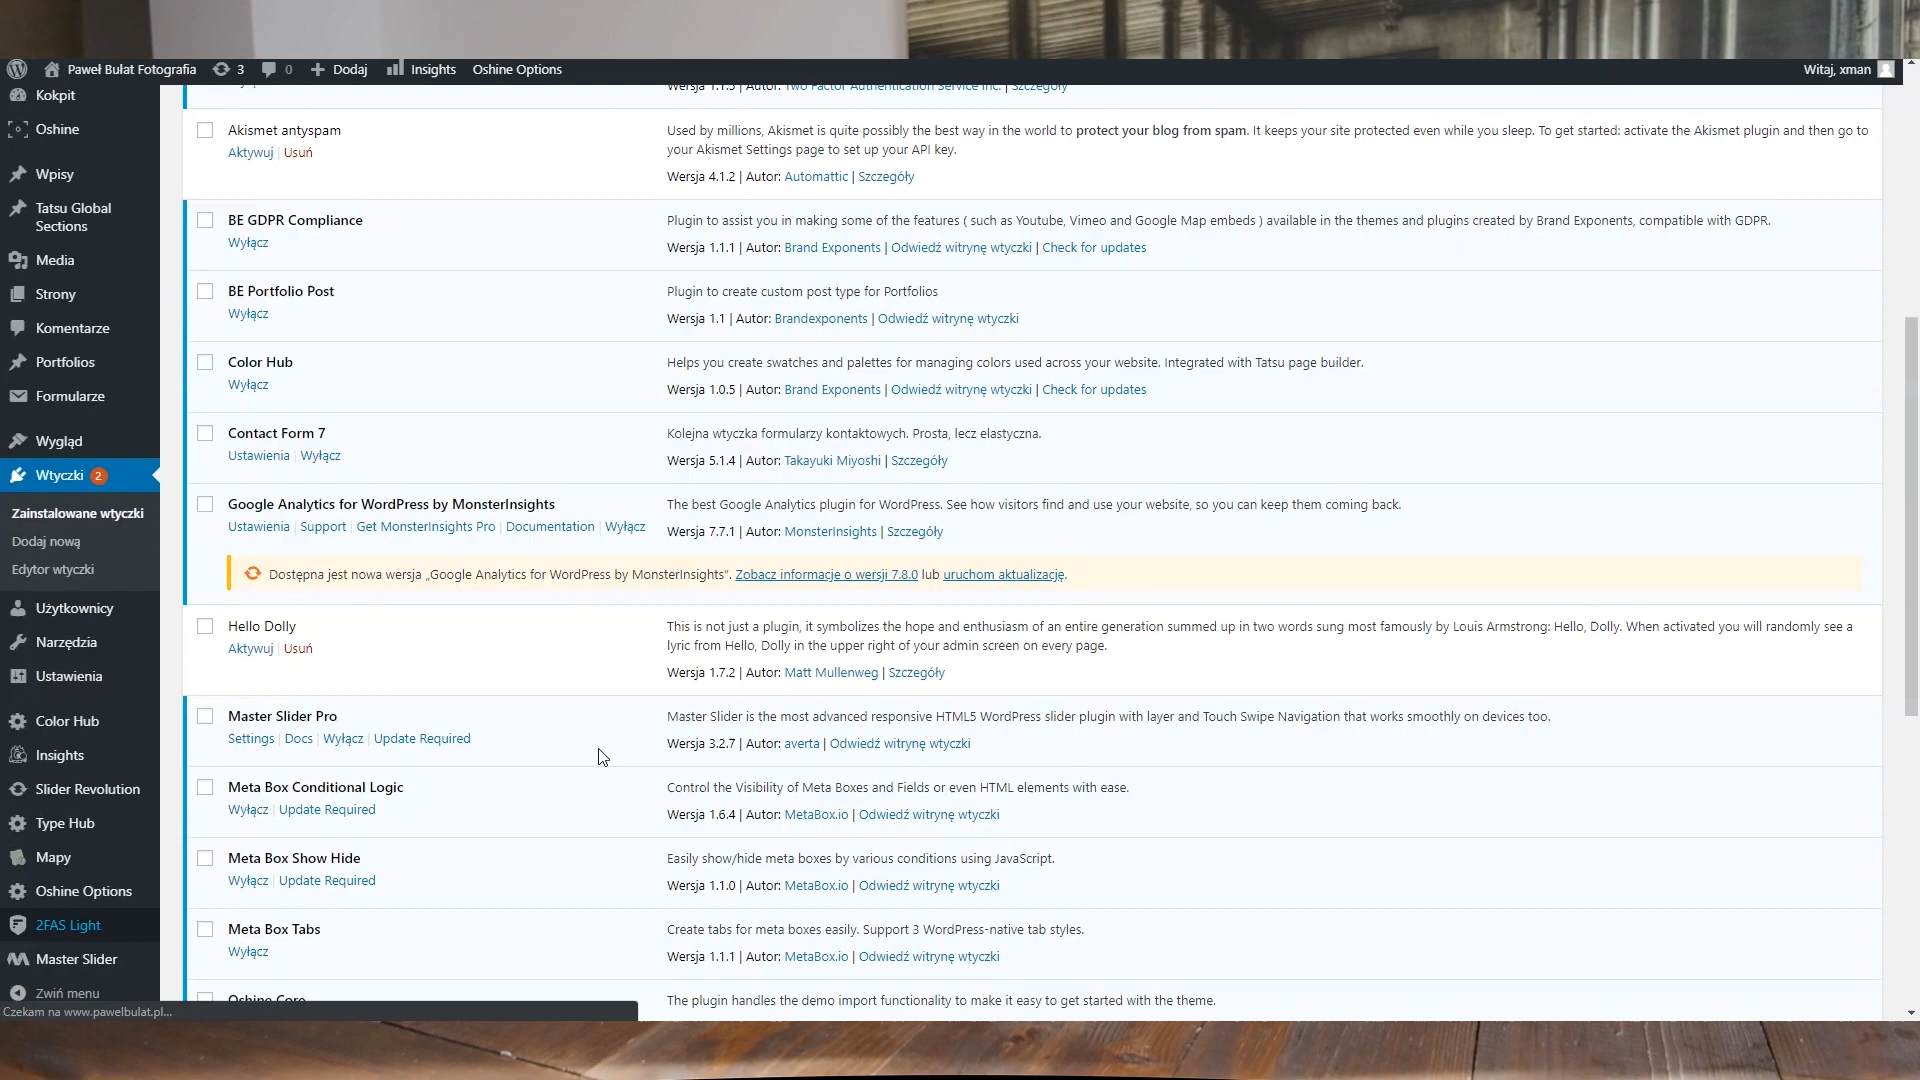 Paweł Bułat Fotografia 3 0 Dodaj Insights Oshine Options Witaj, xman
Kokpit
Oshine
Wpisy
Tatsu Global
Sections
Media
Strony
Komentarze
Portfolios
Formularze
Wygląd
Wtyczki 2
Zainstalowane wtyczki
Dodaj nową
Edytor wtyczki
Użytkownicy
Narzędzia
Ustawienia
Color Hub
Insights
Slider Revolution
Type Hub
Mapy
Oshine Options
2FAS Light
Master Slider
Zwiń menu
Czekam na www.pawelbulat.pl...
Wersja 1.1.5 | Autor: Two Factor Authentication Service Inc. | Szczegóły
Akismet antyspam
Aktywuj | Usuń
Used by millions, Akismet is quite possibly the best way in the world to protect your blog from spam. It keeps your site protected even while you sleep. To get started: activate the Akismet plugin and then go to
your Akismet Settings page to set up your API key.
Wersja 4.1.2 | Autor: Automattic | Szczegóły
BE GDPR Compliance
Wyłącz
Plugin to assist you in making some of the features ( such as Youtube, Vimeo and Google Map embeds ) available in the themes and plugins created by Brand Exponents, compatible with GDPR.
Wersja 1.1.1 | Autor: Brand Exponents | Odwiedź witrynę wtyczki | Check for updates
BE Portfolio Post
Wyłącz
Plugin to create custom post type for Portfolios
Wersja 1.1 | Autor: Brandexponents | Odwiedź witrynę wtyczki
Color Hub
Wyłącz
Helps you create swatches and palettes for managing colors used across your website. Integrated with Tatsu page builder.
Wersja 1.0.5 | Autor: Brand Exponents | Odwiedź witrynę wtyczki | Check for updates
Contact Form 7
Ustawienia | Wyłącz
Kolejna wtyczka formularzy kontaktowych. Prosta, lecz elastyczna.
Wersja 5.1.4 | Autor: Takayuki Miyoshi | Szczegóły
Google Analytics for WordPress by MonsterInsights
Ustawienia | Support | Get MonsterInsights Pro | Documentation | Wyłącz
The best Google Analytics plugin for WordPress. See how visitors find and use your website, so you can keep them coming back.
Wersja 7.7.1 | Autor: MonsterInsights | Szczegóły
Dostępna jest nowa wersja „Google Analytics for WordPress by MonsterInsights”. Zobacz informacje o wersji 7.8.0 lub uruchom aktualizację.
Hello Dolly
Aktywuj | Usuń
This is not just a plugin, it symbolizes the hope and enthusiasm of an entire generation summed up in two words sung most famously by Louis Armstrong: Hello, Dolly. When activated you will randomly see a
lyric from Hello, Dolly in the upper right of your admin screen on every page.
Wersja 1.7.2 | Autor: Matt Mullenweg | Szczegóły
Master Slider Pro
Settings | Docs | Wyłącz | Update Required
Master Slider is the most advanced responsive HTML5 WordPress slider plugin with layer and Touch Swipe Navigation that works smoothly on devices too.
Wersja 3.2.7 | Autor: averta | Odwiedź witrynę wtyczki
Meta Box Conditional Logic
Wyłącz | Update Required
Control the Visibility of Meta Boxes and Fields or even HTML elements with ease.
Wersja 1.6.4 | Autor: MetaBox.io | Odwiedź witrynę wtyczki
Meta Box Show Hide
Wyłącz | Update Required
Easily show/hide meta boxes by various conditions using JavaScript.
Wersja 1.1.0 | Autor: MetaBox.io | Odwiedź witrynę wtyczki
Meta Box Tabs
Wyłącz
Create tabs for meta boxes easily. Support 3 WordPress-native tab styles.
Wersja 1.1.1 | Autor: MetaBox.io | Odwiedź witrynę wtyczki
Oshine Core
The plugin handles the demo import functionality to make it easy to get started with the theme.